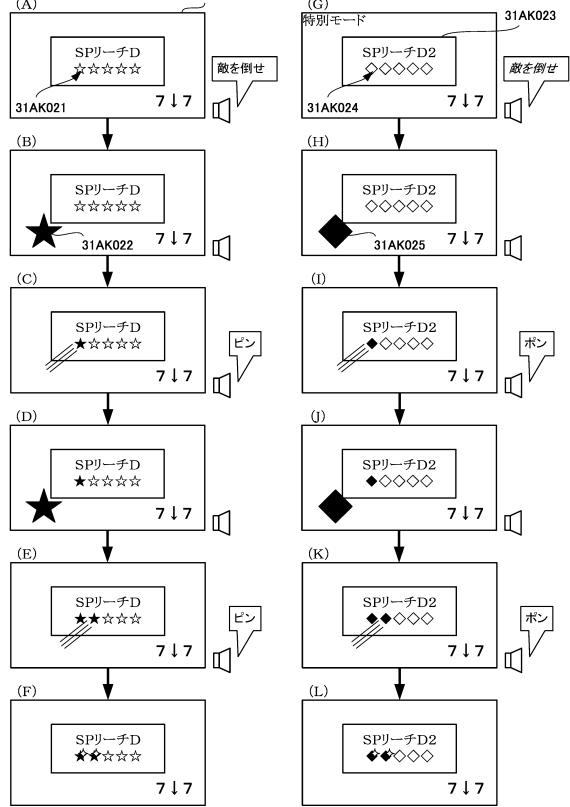 (A)
SPリーチD
☆☆☆☆☆
31AK021
7↓7
敵を倒せ
(B)
SPリーチD
☆☆☆☆☆
31AK022
7↓7
(C)
SPリーチD
★☆☆☆☆
7↓7
ピン
(D)
SPリーチD
★☆☆☆☆
7↓7
(E)
SPリーチD
★★☆☆☆
7↓7
ピン
(F)
SPリーチD
★★☆☆☆
7↓7
(G)
特別モード
31AK023
SPリーチD2
◇◇◇◇◇
31AK024
7↓7
敵を倒せ
(H)
SPリーチD2
◇◇◇◇◇
31AK025
7↓7
(I)
SPリーチD2
◆◇◇◇◇
7↓7
ポン
(J)
SPリーチD2
◆◇◇◇◇
7↓7
(K)
SPリーチD2
◆◆◇◇◇
7↓7
ポン
(L)
SPリーチD2
◆◆◇◇◇
7↓7